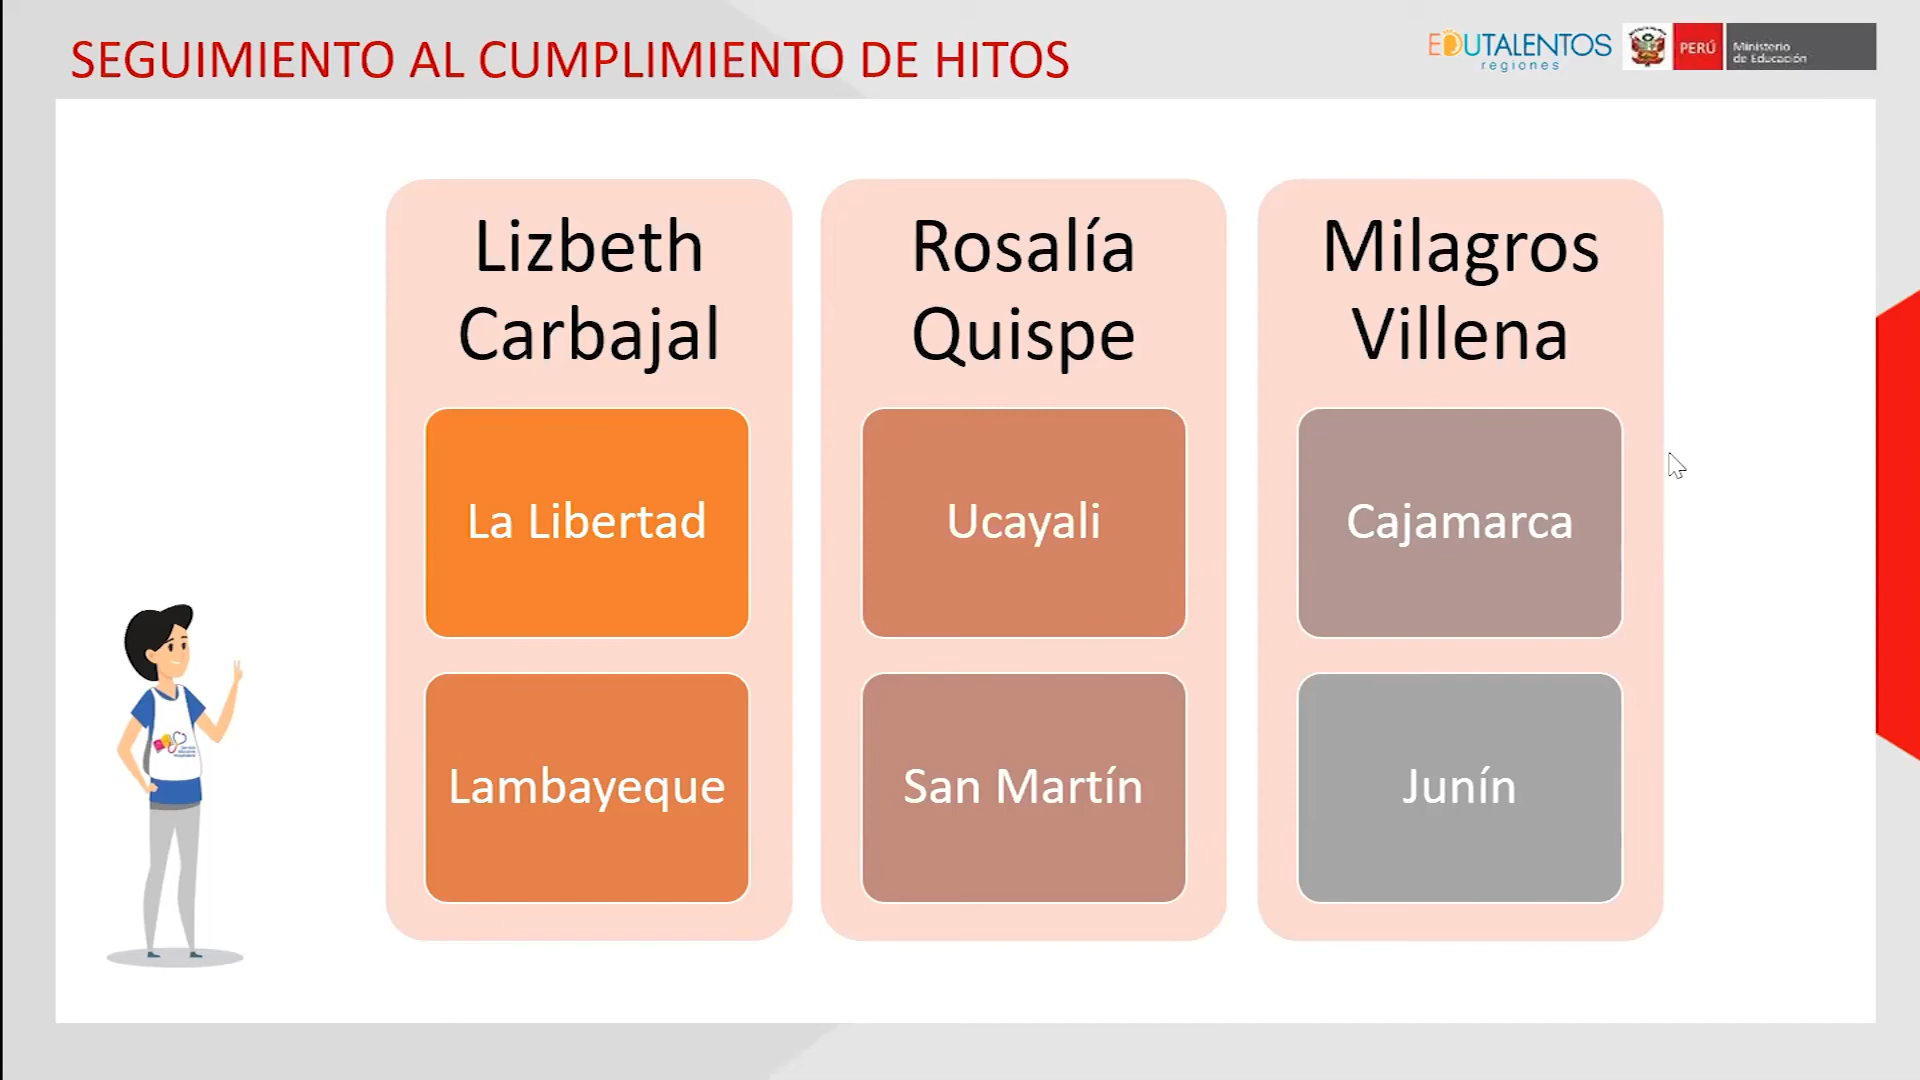 SEGUIMIENTO AL CUMPLIMIENTO DE HITOS
EDUTALENTOS
regiones
PERÚ
Ministerio
de Educación
Lizbeth
Carbajal
La Libertad
Lambayeque
Rosalía
Quispe
Ucayali
San Martín
Milagros
Villena
Cajamarca
Junín